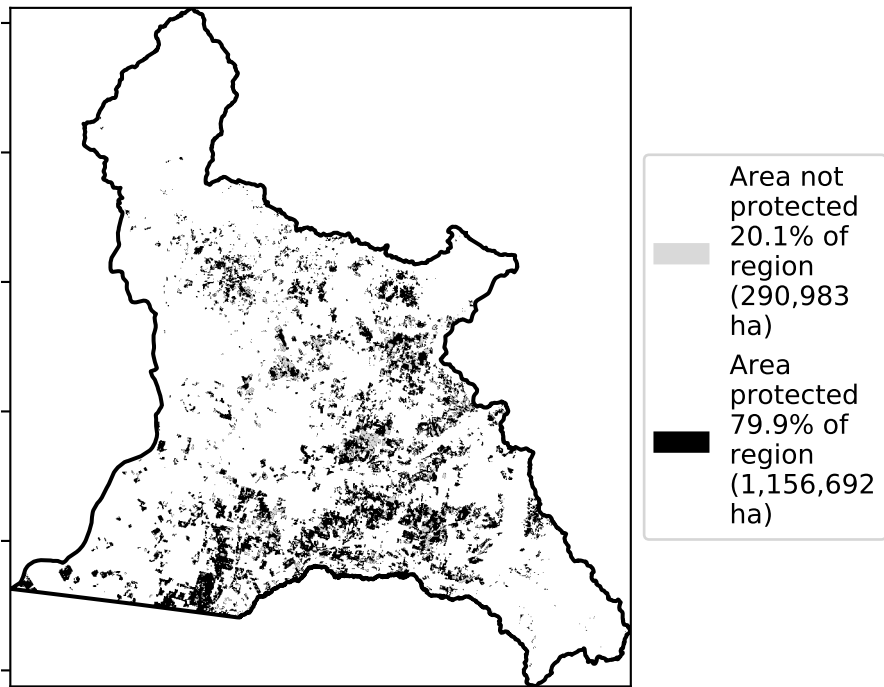 Area not
protected
20.1% of
region
(290,983
ha)
Area
protected
79.9% of
region
(1,156,692
ha)